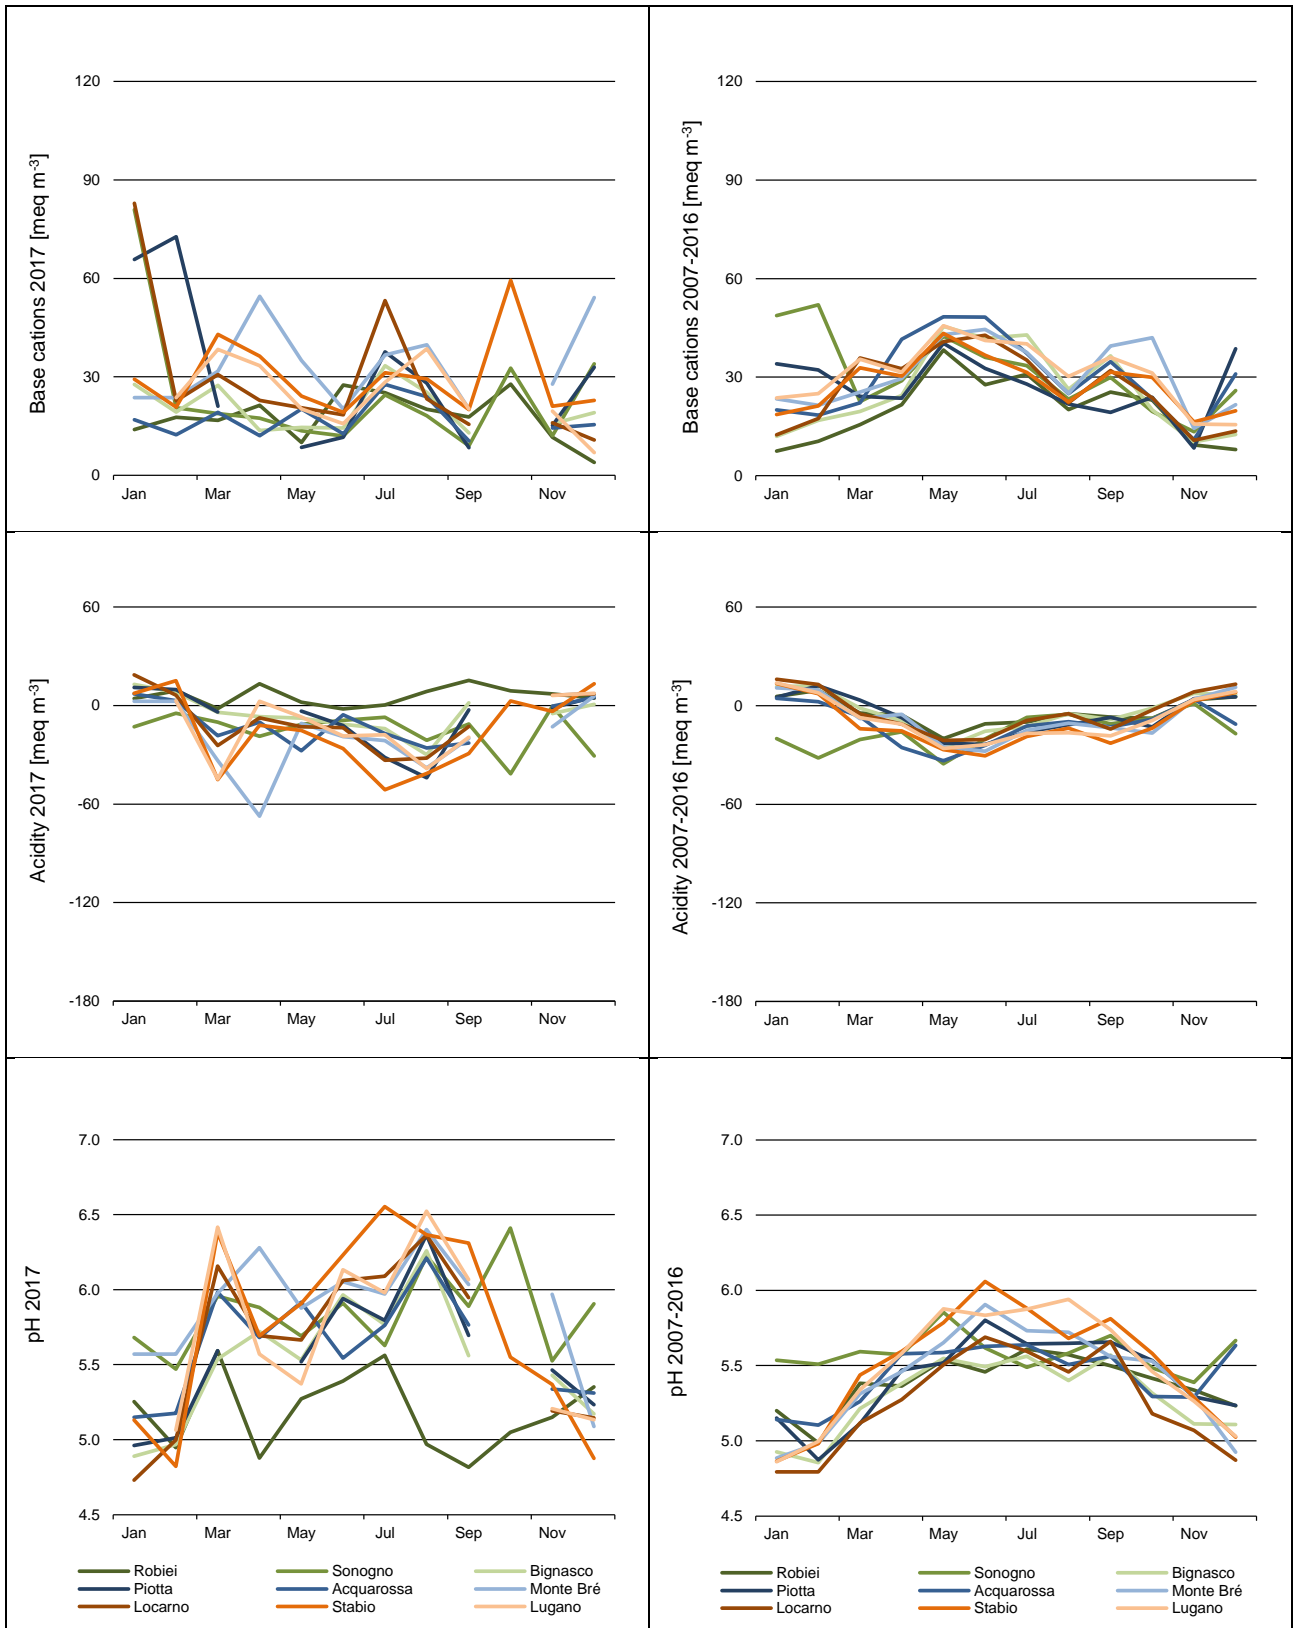 Base cations 2017 [meq m-3]
120
90
60
30
0
Jan Mar May Jul Sep Nov
Base cations 2007-2016 [meq m-3]
120
90
60
30
0
Jan Mar May Jul Sep Nov
Acidity 2017 [meq m-3]
60
0
-60
-120
-180
Jan Mar May Jul Sep Nov
Acidity 2007-2016 [meq m-3]
60
0
-60
-120
-180
Jan Mar May Jul Sep Nov
pH 2017
7.0
6.5
6.0
5.5
5.0
4.5
Jan Mar May Jul Sep Nov
Robiei Sonogno Bignasco
Piotta Acquarossa Monte Bré
Locarno Stabio Lugano
pH 2007-2016
7.0
6.5
6.0
5.5
5.0
4.5
Jan Mar May Jul Sep Nov
Robiei Sonogno Bignasco
Piotta Acquarossa Monte Bré
Locarno Stabio Lugano